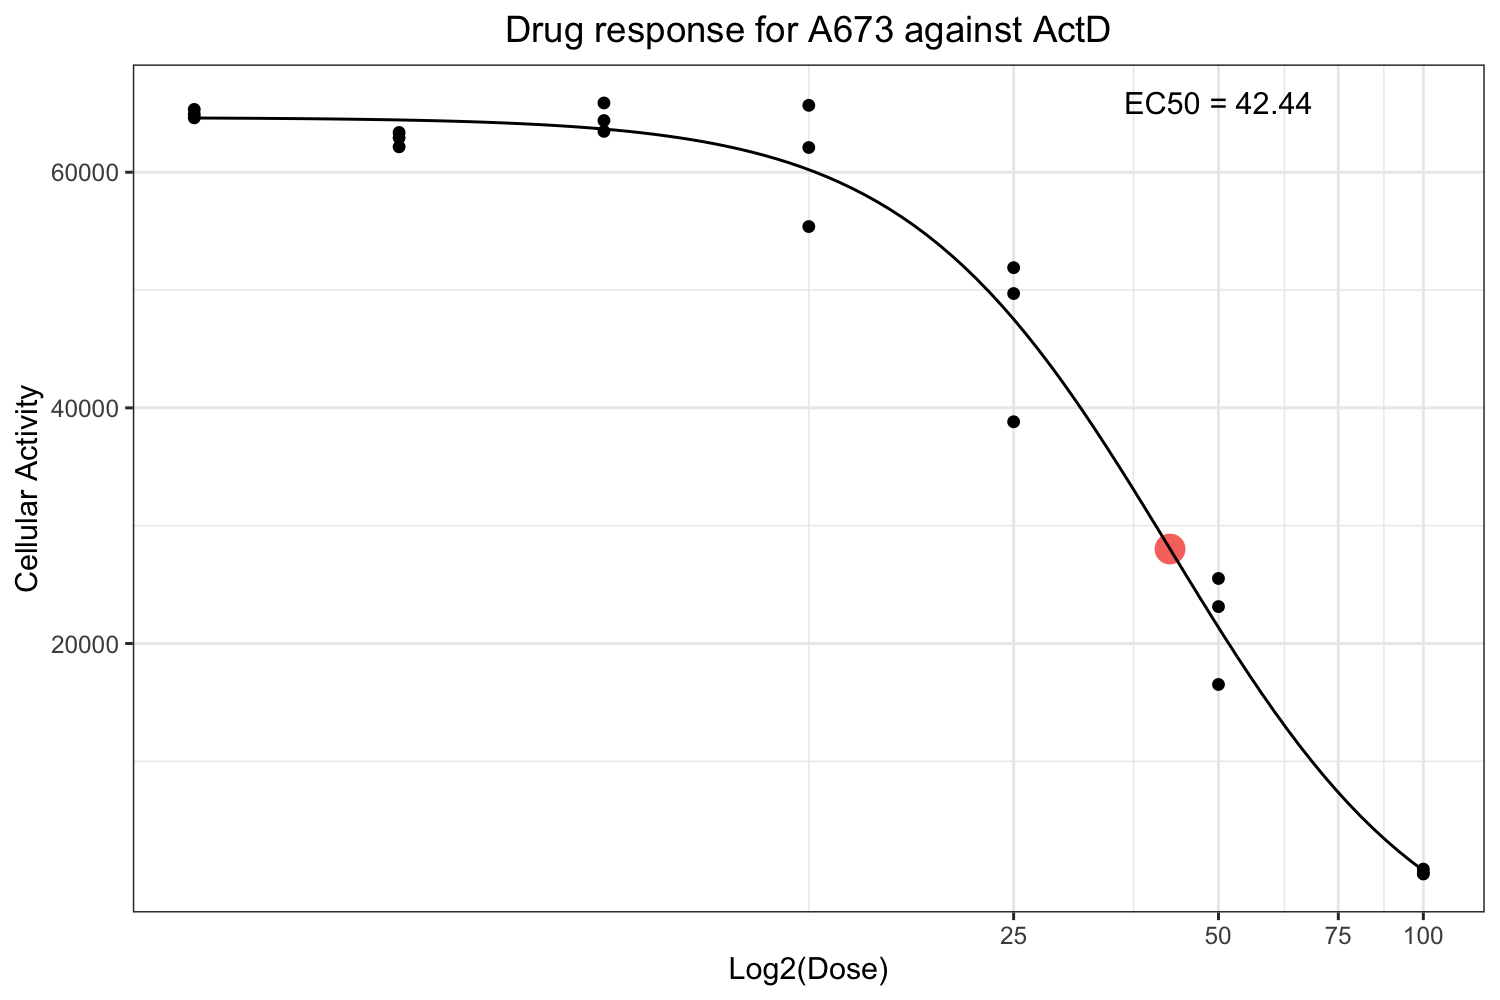 Drug response for A673 against ActD
EC50 = 42.44
60000
40000
20000
Cellular Activity
25 50 75 100
Log2(Dose)